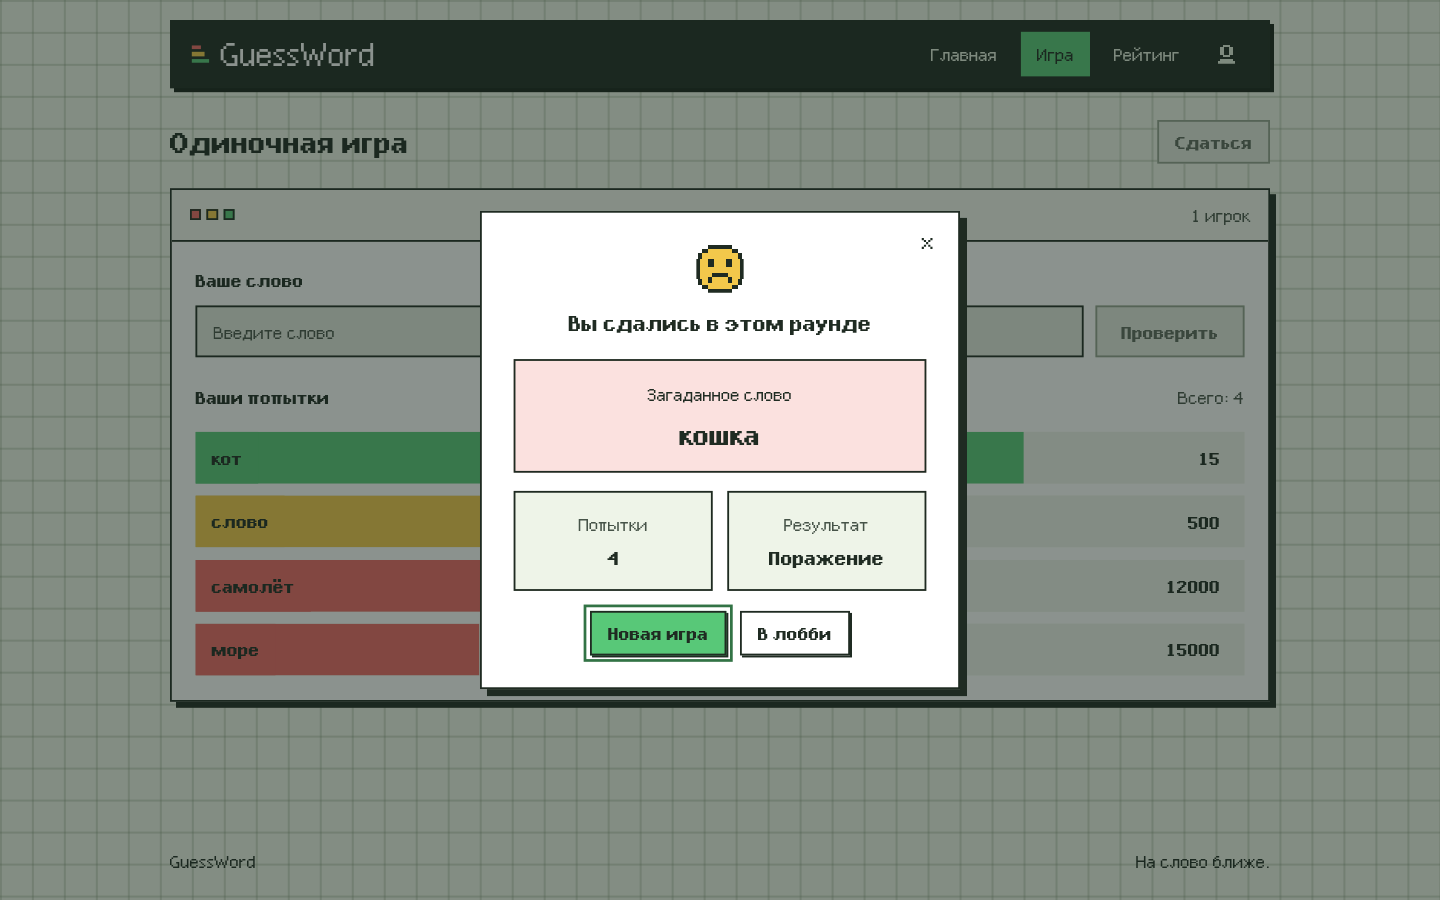 GuessWord
Главная
Игра
Рейтинг
Одиночная игра
Сдаться
1 игрок
Ваше слово
Введите слово
Проверить
Ваши попытки
Всего: 4
кот
15
слово
500
самолёт
12000
море
15000
×
Вы сдались в этом раунде
Загаданное слово
кошка
Попытки
4
Результат
Поражение
Новая игра
В лобби
GuessWord
На слово ближе.